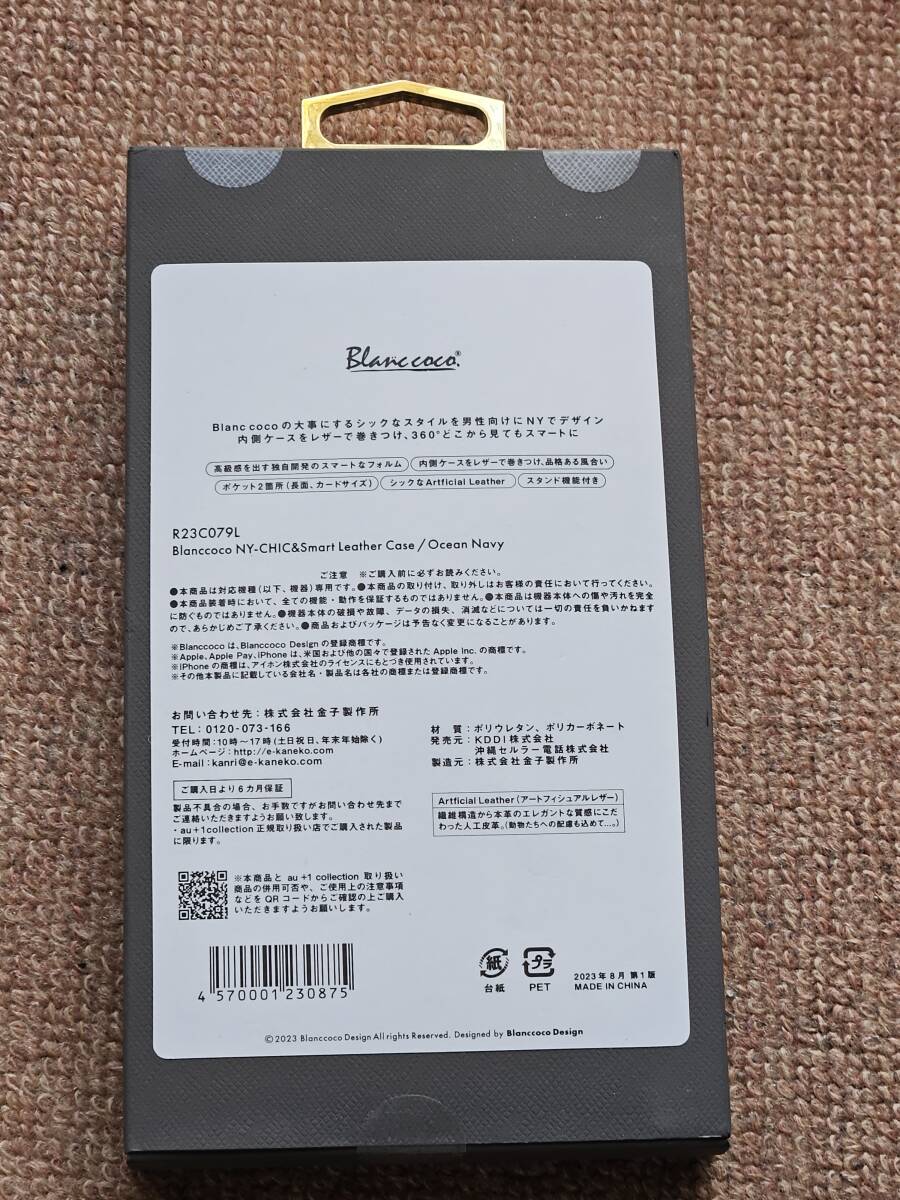 Blanccoco®
Blanccocoの大事にするシックなスタイルを男性向けにNYでデザイン
内側ケースをレザーで巻きつけ、360°どこから見てもスマートに
高級感を出す独自開発のスマートなフォルム 内側ケースをレザーで巻きつけ、品格ある風合い
ポケット2箇所(長面、カードサイズ) シックなArtficial Leather スタンド機能付き
R23C079L
Blanccoco NY-CHIC&Smart Leather Case / Ocean Navy
ご注意 ※ご購入前に必ずお読みください。
●本商品は対応機種(以下、機器)専用です。●本商品の取り付け、取り外しはお客様の責任において行ってください。
●本商品装着時において、全ての機能・動作を保証するものではありません。●本商品は機器本体への傷や汚れを完全
に防ぐものではありません。●機器本体の破損や故障、データの損失、消滅などについては一切の責任を負いかねます
ので、あらかじめご了承ください。●商品およびパッケージは予告なく変更になることがあります。
※Blanccocoは、Blanccoco Designの登録商標です。
※Apple、Apple Pay、iPhoneは、米国および他の国々で登録されたApple Inc.の商標です。
※iPhoneの商標は、アイホン株式会社のライセンスにもとづき使用されています。
※その他本製品に記載している会社名・製品名は各社の商標または登録商標です。
お問い合わせ先:株式会社金子製作所
TEL:0120-073-166
受付時間:10時〜17時(土日祝日、年末年始除く)
ホームページ:http://e-kaneko.com
E-mail:kanri@e-kaneko.com
材 質:ポリウレタン、ポリカーボネート
発売元:KDDI株式会社
沖縄セルラー電話株式会社
製造元:株式会社金子製作所
ご購入日より6カ月保証
製品不具合の場合、お手数ですがお問い合わせ先まで
ご連絡いただきますようお願い致します。
・au+1collection 正規取り扱い店でご購入された製品
に限ります。
Artficial Leather(アートフィシュアルレザー)
繊維構造から本革のエレガントな質感にこだ
わった人工皮革。(動物たちへの配慮も込めて…。)
※本商品と au +1 collection 取り扱い
商品の併用可否や、ご使用上の注意事項
などをQRコードからご確認の上ご購入
いただきますようお願いします。
4 570001 230875
紙
台紙
プラ
PET
2023年8月 第1版
MADE IN CHINA
©2023 Blanccoco Design All rights Reserved. Designed by Blanccoco Design